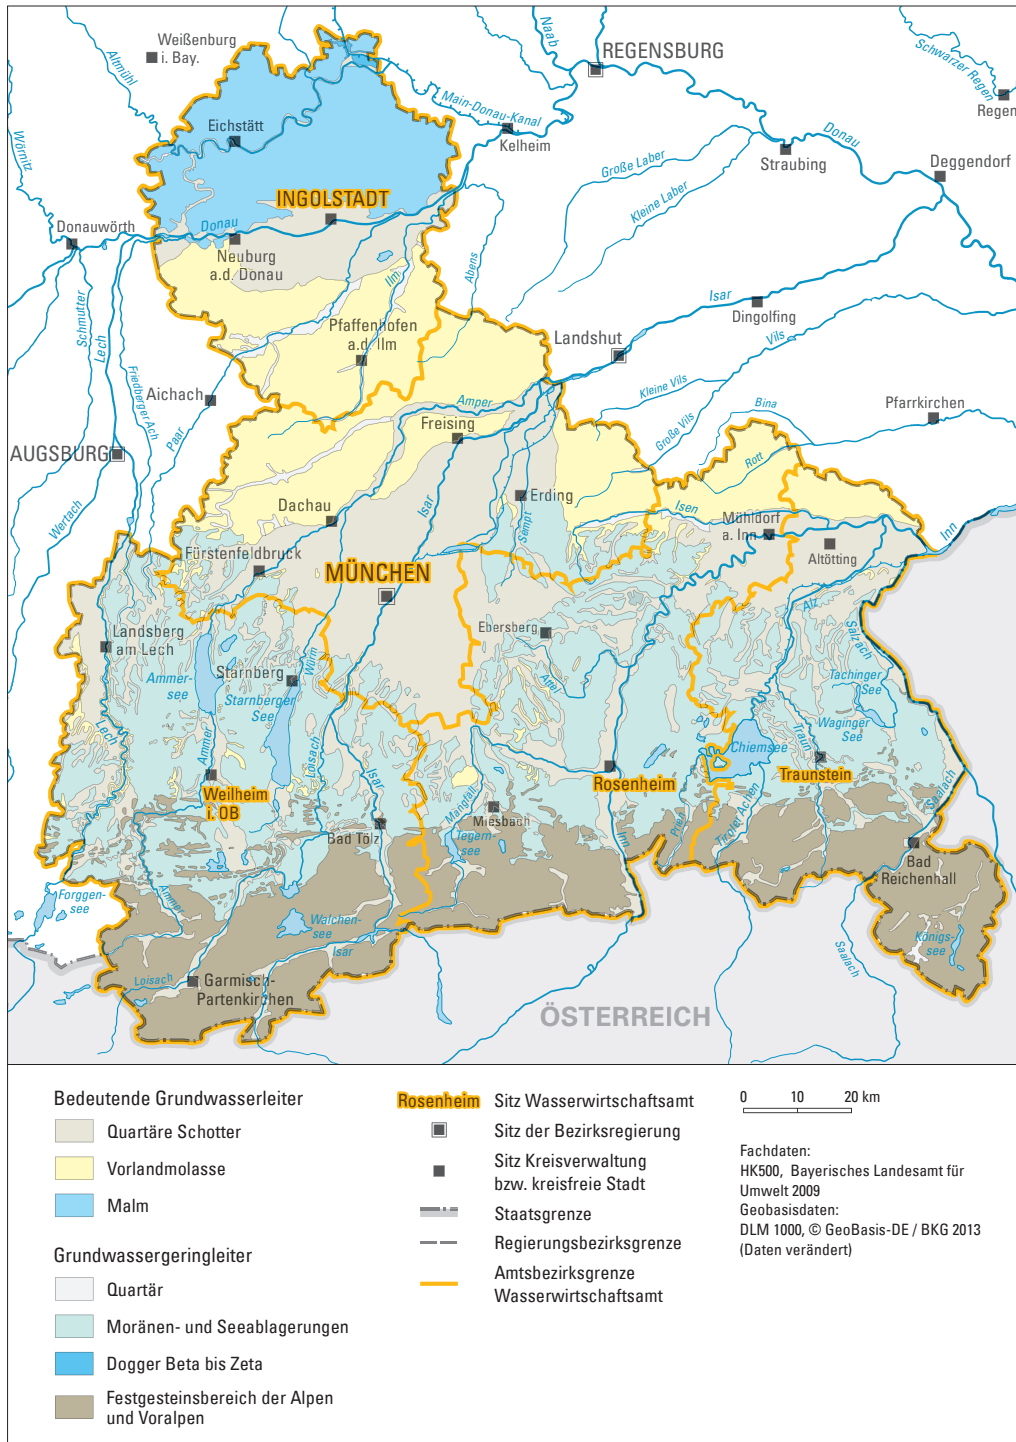 Weißenburg
i. Bay.
Altmühl
Wörnitz
Naab
REGENSBURG
Schwarzer Regen
Regen
Main-Donau-Kanal
Kelheim
Eichstätt
Große Laber
Kleine Laber
Donau
Straubing
Deggendorf
INGOLSTADT
Donauwörth
Donau
Neuburg
a.d. Donau
Ilm
Abens
Isar
Dingolfing
Schmutter
Lech
Friedberger Ach
Pfaffenhofen
a.d. Ilm
Landshut
Vils
Kleine Vils
Große Vils
Bina
Pfarrkirchen
Aichach
Paar
Amper
Freising
AUGSBURG
Wertach
Rott
Dachau
Isar
Erding
Sempt
Isen
Mühldorf
a. Inn
Inn
Altötting
Fürstenfeldbruck
MÜNCHEN
Alz
Salzach
Landsberg
am Lech
Ebersberg
Ammer-
see
Starnberg
Starnberger
See
Würm
Attel
Tachinger
See
Waginger
See
Lech
Ammer
Loisach
Isar
Chiemsee
Traun
Traunstein
Weilheim
i. OB
Rosenheim
Mangfall
Miesbach
Tegern-
see
Bad Tölz
Inn
Prien
Tiroler Achen
Saalach
Bad
Reichenhall
Forggen-
see
Ammer
Walchen-
see
Isar
Königs-
see
Saalach
Loisach
Garmisch-
Partenkirchen
ÖSTERREICH
Bedeutende Grundwasserleiter
Quartäre Schotter
Vorlandmolasse
Malm
Grundwassergeringleiter
Quartär
Moränen- und Seeablagerungen
Dogger Beta bis Zeta
Festgesteinsbereich der Alpen
und Voralpen
Rosenheim Sitz Wasserwirtschaftsamt
Sitz der Bezirksregierung
Sitz Kreisverwaltung
bzw. kreisfreie Stadt
Staatsgrenze
Regierungsbezirksgrenze
Amtsbezirksgrenze
Wasserwirtschaftsamt
0 10 20 km
Fachdaten:
HK500, Bayerisches Landesamt für
Umwelt 2009
Geobasisdaten:
DLM 1000, © GeoBasis-DE / BKG 2013
(Daten verändert)